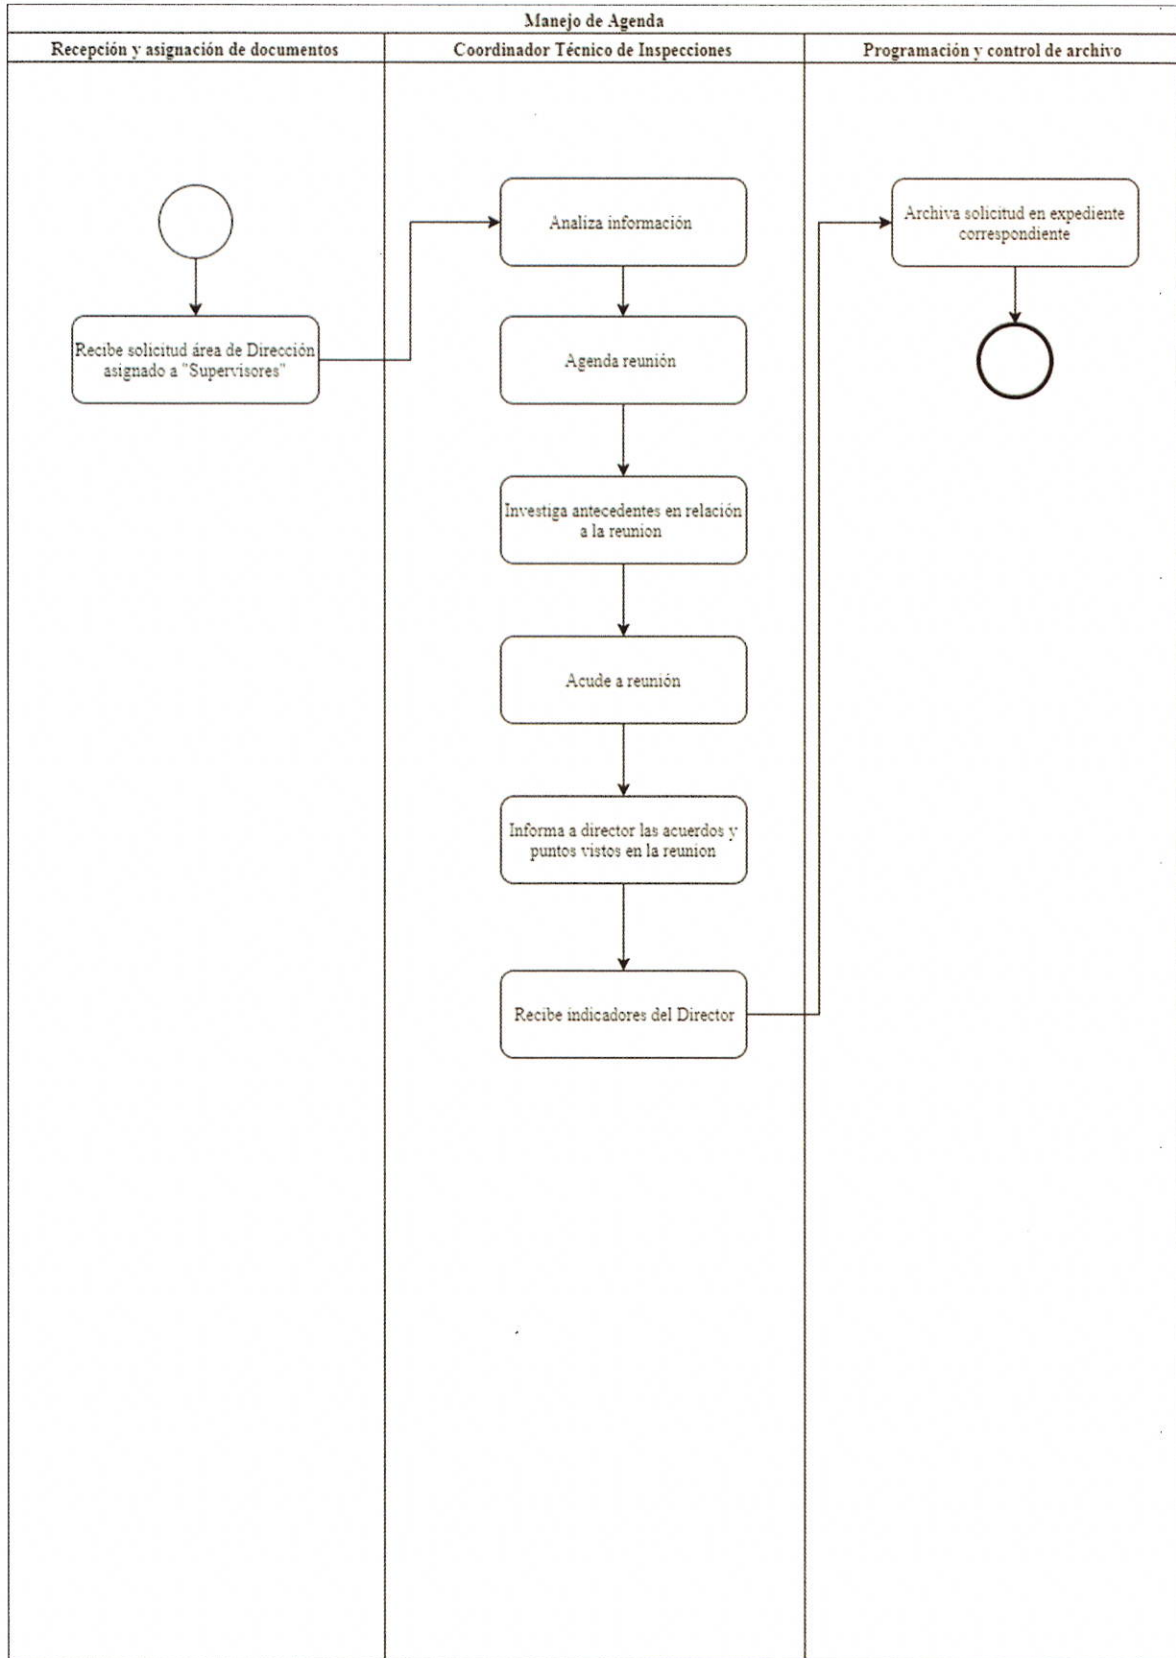 Manejo de Agenda
Recepción y asignación de documentos
Coordinador Técnico de Inspecciones
Programación y control de archivo
Recibe solicitud área de Dirección
asignado a "Supervisores"
Analiza información
Agenda reunión
Investiga antecedentes en relación
a la reunion
Acude a reunión
Informa a director las acuerdos y
puntos vistos en la reunion
Recibe indicadores del Director
Archiva solicitud en expediente
correspondiente